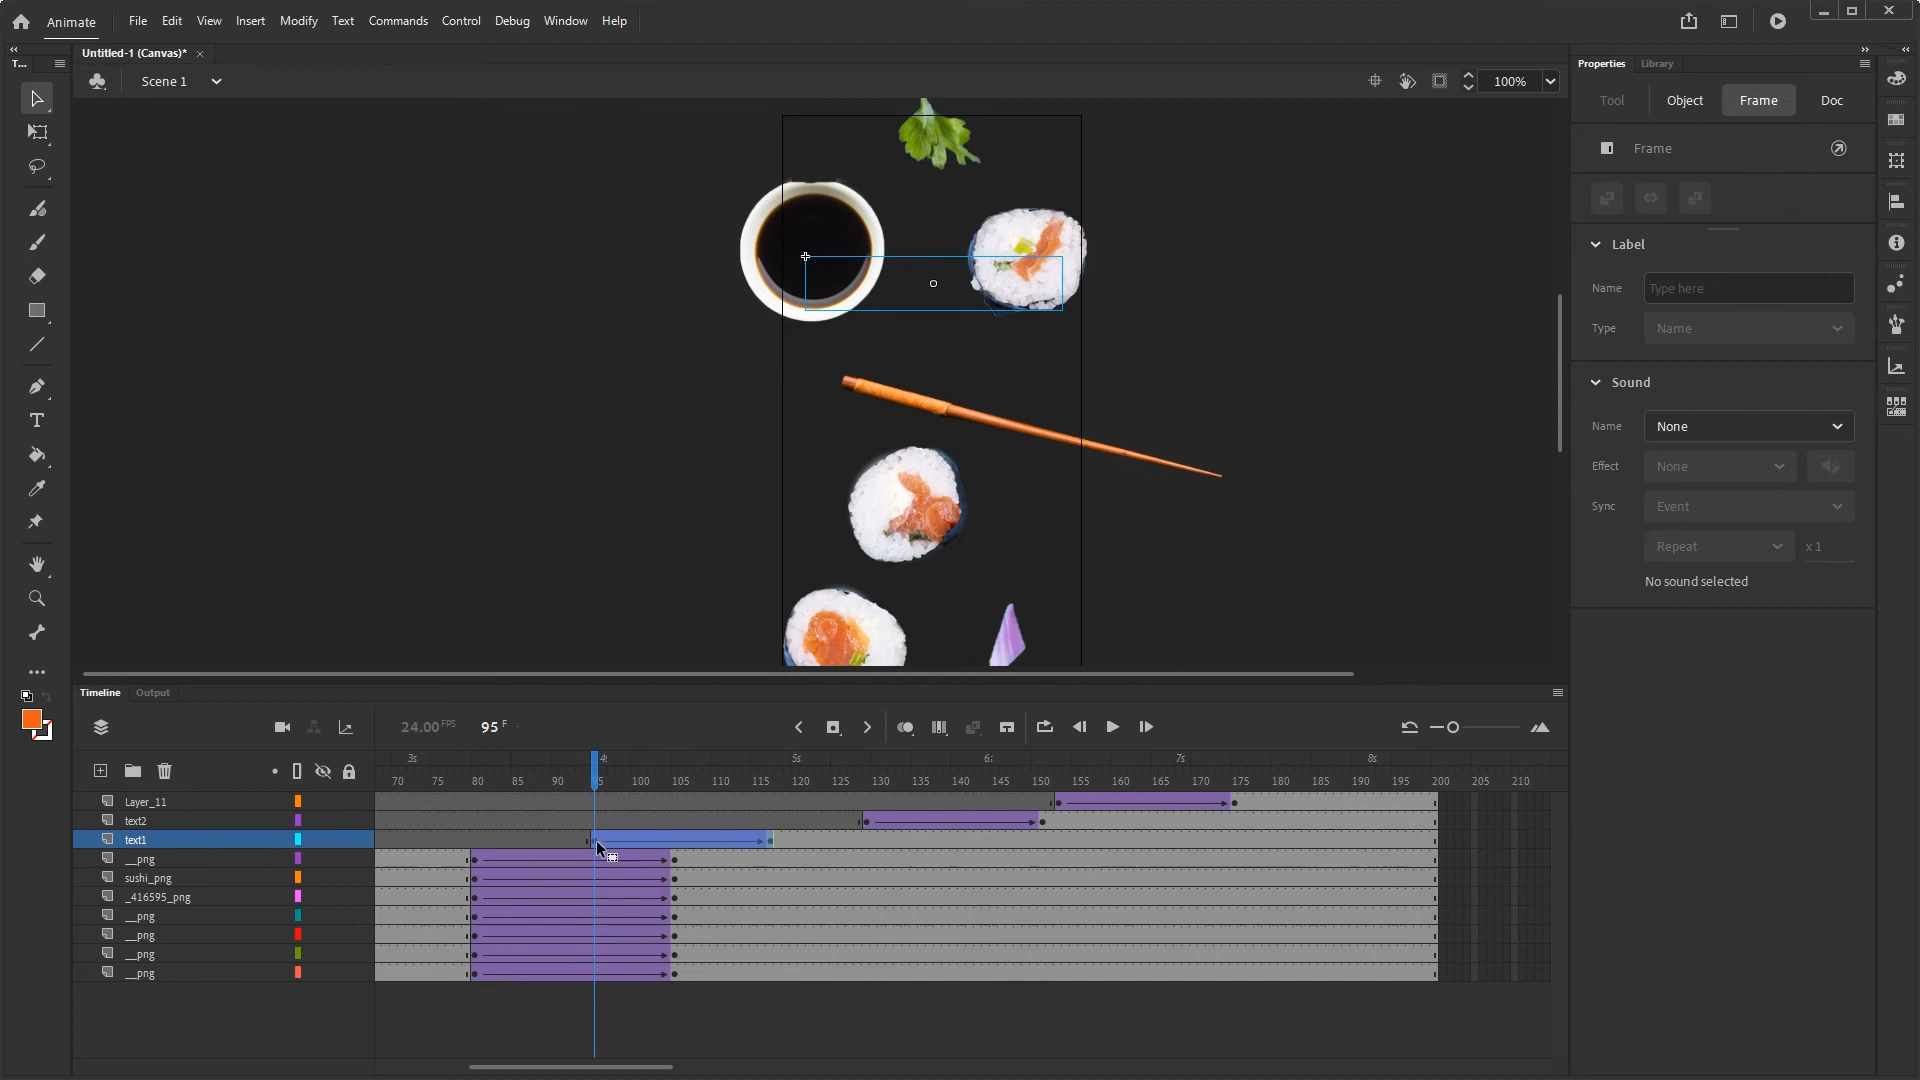 Animate
File Edit View Insert Modify Text Commands Control Debug Window Help
T...
Untitled-1 (Canvas)*
Scene 1
100%
Properties Library
Tool Object Frame Doc
Frame
Label
Name Type here
Type Name
Sound
Name None
Effect None
Sync Event
Repeat x 1
No sound selected
Timeline Output
24.00 FPS 95 F
3s 4s 5s 6s 7s 8s
70 75 80 85 90 95 100 105 110 115 120 125 130 135 140 145 150 155 160 165 170 175 180 185 190 195 200 205 210
Layer_11
text2
text1
__png
sushi_png
_416595_png
__png
__png
__png
__png